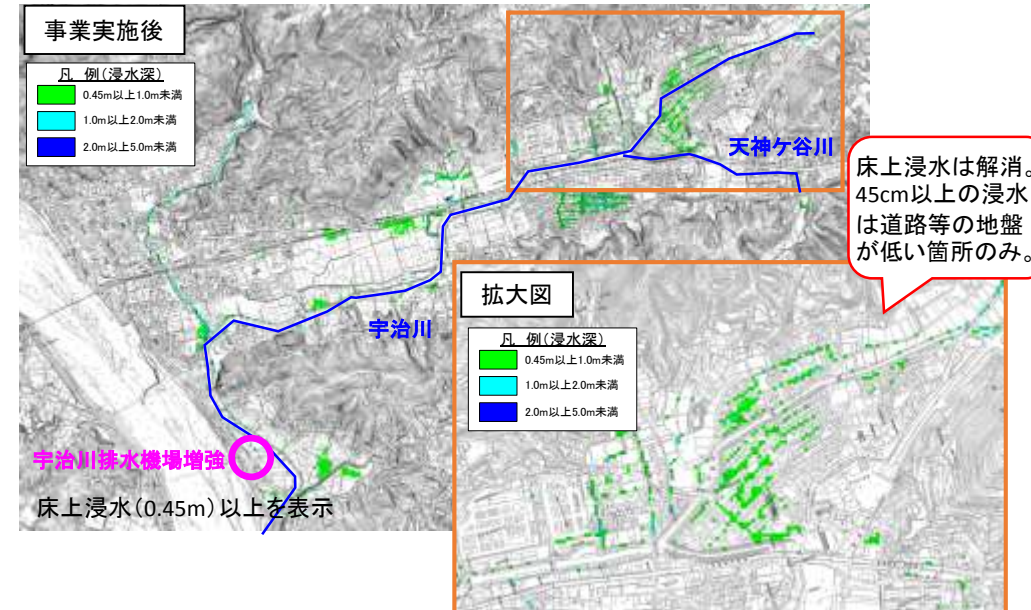 事業実施後
凡 例(浸水深)
0.45m以上1.0m未満
1.0m以上2.0m未満
2.0m以上5.0m未満
天神ケ谷川
床上浸水は解消。
45cm以上の浸水
は道路等の地盤
が低い箇所のみ。
宇治川
拡大図
凡 例(浸水深)
0.45m以上1.0m未満
1.0m以上2.0m未満
2.0m以上5.0m未満
宇治川排水機場増強
床上浸水(0.45m)以上を表示